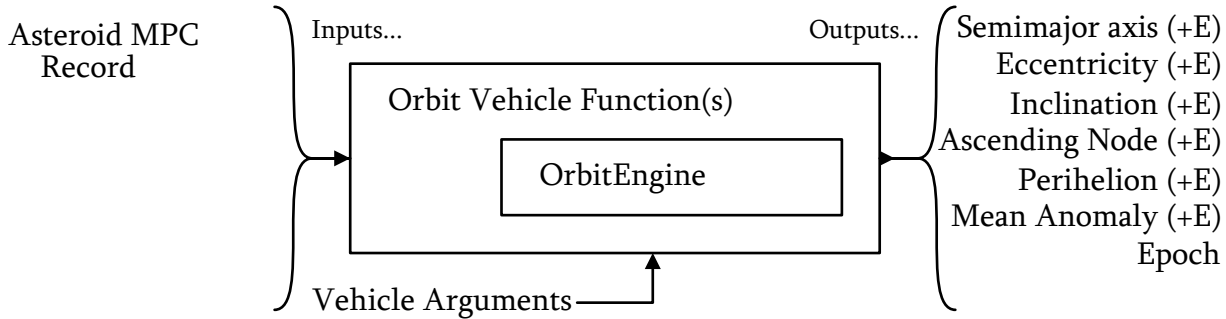 Asteroid MPC
Record
Inputs...
Orbit Vehicle Function(s)
OrbitEngine
Vehicle Arguments
Outputs...
Semimajor axis (+E)
Eccentricity (+E)
Inclination (+E)
Ascending Node (+E)
Perihelion (+E)
Mean Anomaly (+E)
Epoch